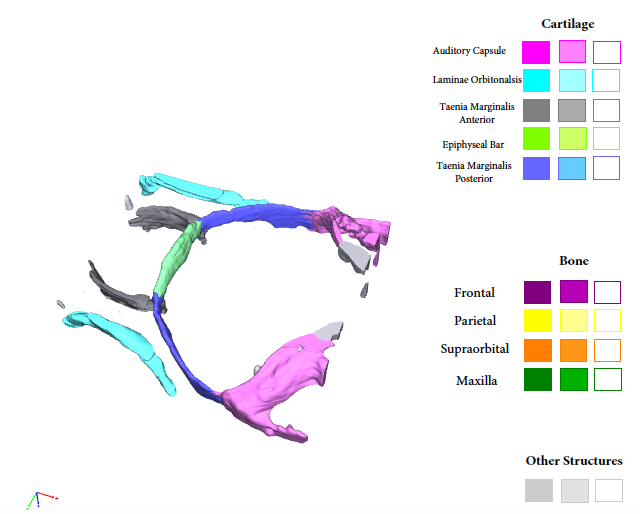 Cartilage
Auditory Capsule
Laminae Orbitonalsis
Taenia Marginalis
Anterior
Epiphyseal Bar
Taenia Marginalis
Posterior
Bone
Frontal
Parietal
Supraorbital
Maxilla
Other Structures